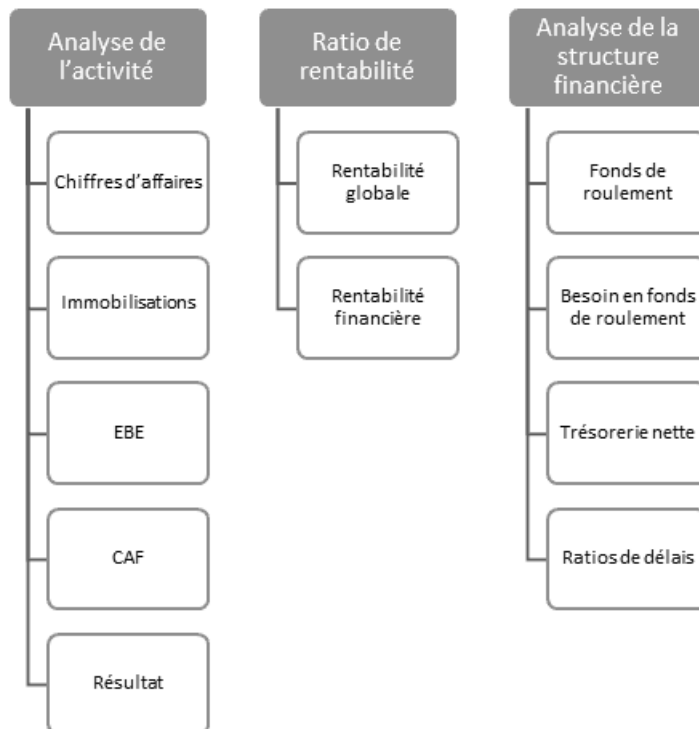 Analyse de
l’activité
Chiffres d’affaires
Immobilisations
EBE
CAF
Résultat
Ratio de
rentabilité
Rentabilité
globale
Rentabilité
financière
Analyse de la
structure
financière
Fonds de
roulement
Besoin en fonds
de roulement
Trésorerie nette
Ratios de délais